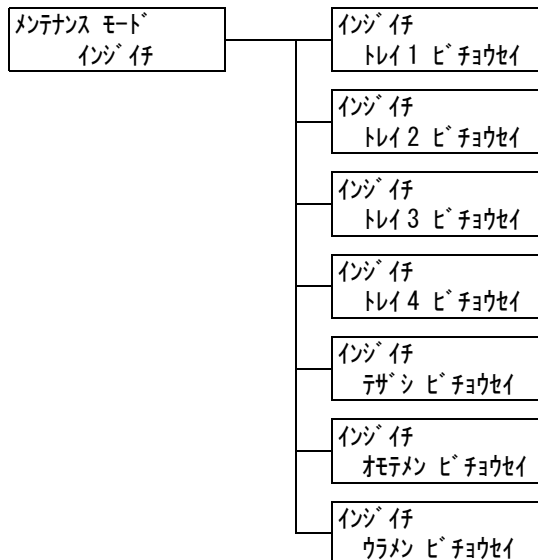 ﾒﾝﾃﾅﾝｽ ﾓｰﾄﾞ
ｲﾝｼﾞｲﾁ
ｲﾝｼﾞｲﾁ
ﾄﾚｲ1 ﾋﾞﾁｮｳｾｲ
ｲﾝｼﾞｲﾁ
ﾄﾚｲ2 ﾋﾞﾁｮｳｾｲ
ｲﾝｼﾞｲﾁ
ﾄﾚｲ3 ﾋﾞﾁｮｳｾｲ
ｲﾝｼﾞｲﾁ
ﾄﾚｲ4 ﾋﾞﾁｮｳｾｲ
ｲﾝｼﾞｲﾁ
ﾃｻﾞｼ ﾋﾞﾁｮｳｾｲ
ｲﾝｼﾞｲﾁ
ｵﾓﾃﾒﾝ ﾋﾞﾁｮｳｾｲ
ｲﾝｼﾞｲﾁ
ｳﾗﾒﾝ ﾋﾞﾁｮｳｾｲ